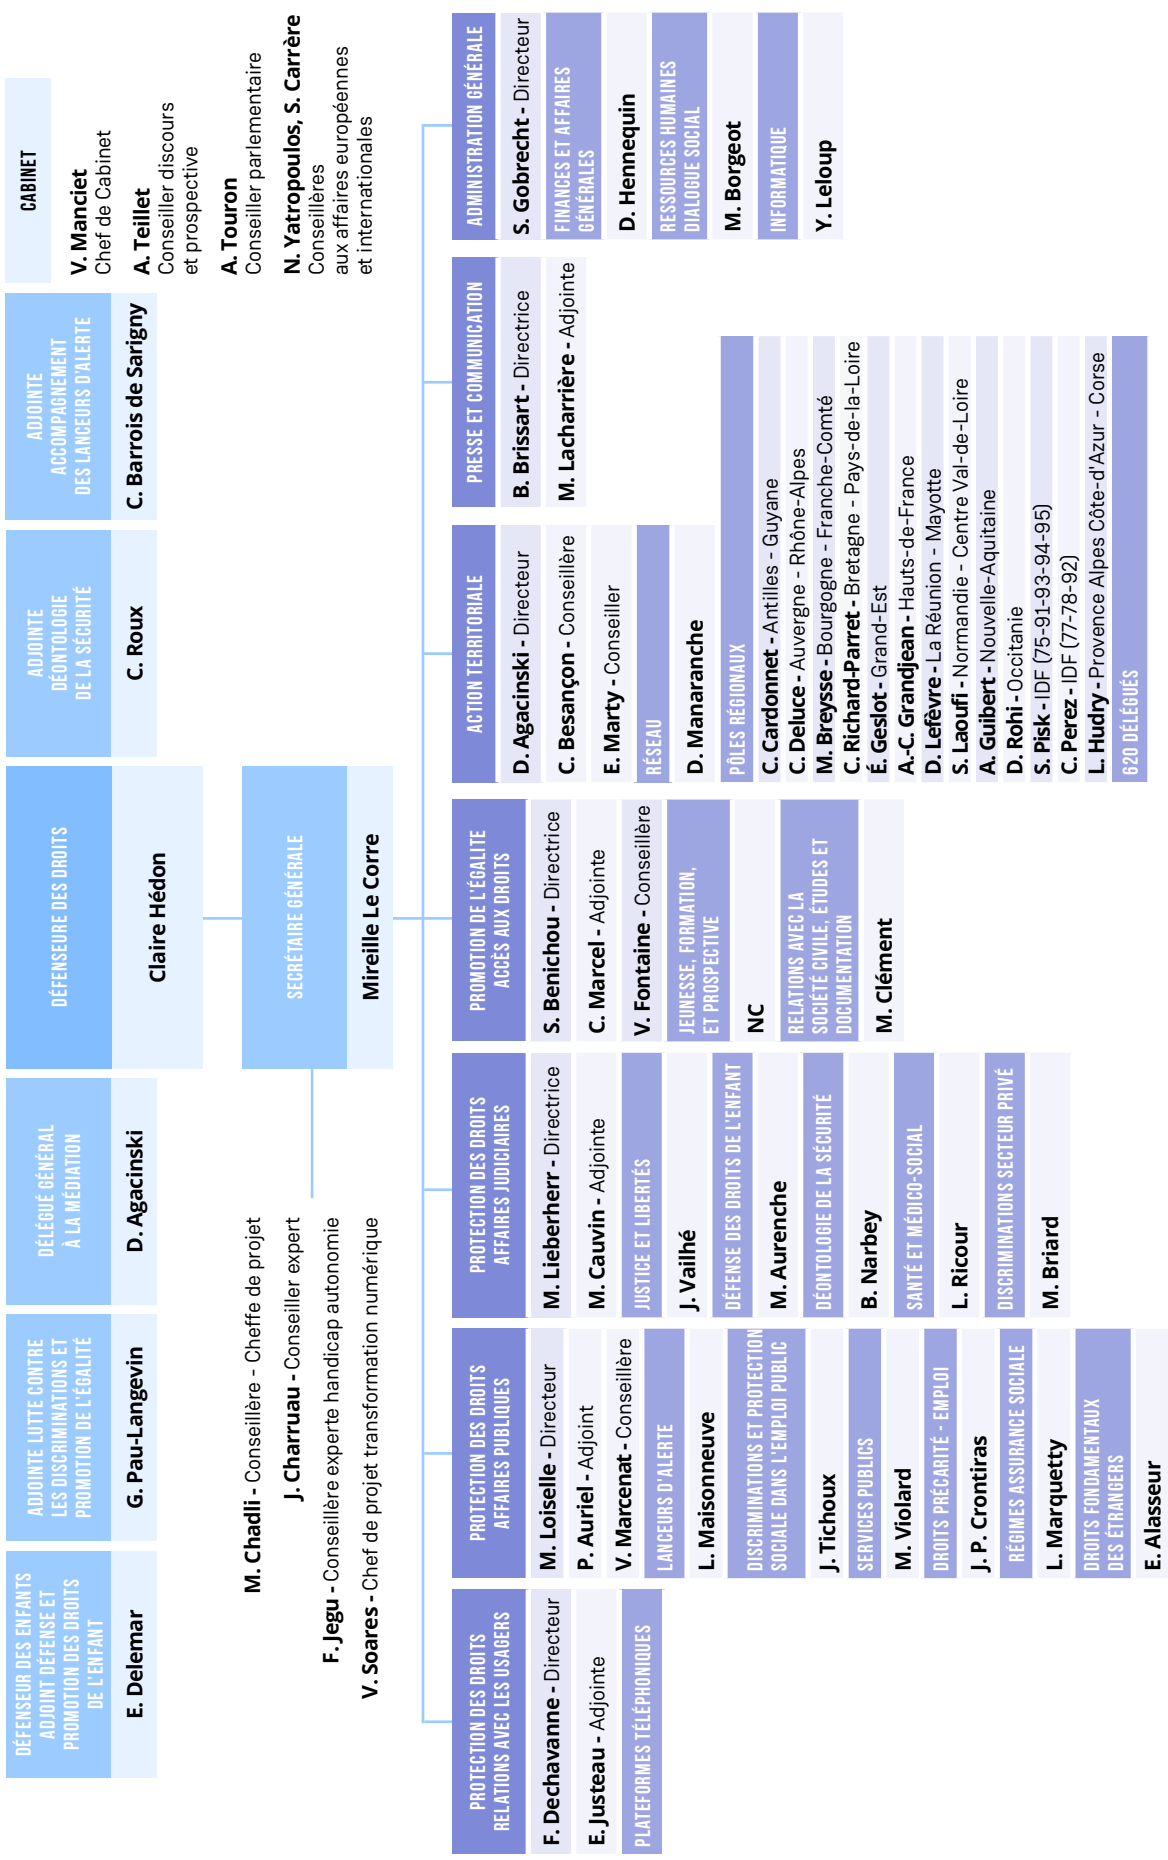 DÉFENSEUR DES ENFANTS
ADJOINT DÉFENSE ET
PROMOTION DES DROITS
DE L'ENFANT
E. Delemar
ADJOINTE LUTTE CONTRE
LES DISCRIMINATIONS ET
PROMOTION DE L'ÉGALITÉ
G. Pau-Langevin
DÉLÉGUÉ GÉNÉRAL
À LA MÉDIATION
D. Agacinski
DÉFENSEURE DES DROITS
Claire Hédon
ADJOINTE
DÉONTOLOGIE
DE LA SÉCURITÉ
C. Roux
ADJOINTE
ACCOMPAGNEMENT
DES LANCEURS D'ALERTE
C. Barrois de Sarigny
CABINET
V. Manciet
Chef de Cabinet
A. Teillet
Conseiller discours
et prospective
A. Touron
Conseiller parlementaire
N. Yatropoulos, S. Carrère
Conseillères
aux affaires européennes
et internationales
SECRÉTAIRE GÉNÉRALE
Mireille Le Corre
M. Chadli - Conseillère - Cheffe de projet
J. Charruau - Conseiller expert
F. Jegu - Conseillère experte handicap autonomie
V. Soares - Chef de projet transformation numérique
PROTECTION DES DROITS
RELATIONS AVEC LES USAGERS
F. Dechavanne - Directeur
E. Justeau - Adjointe
PLATEFORMES TÉLÉPHONIQUES
PROTECTION DES DROITS
AFFAIRES PUBLIQUES
M. Loiselle - Directeur
P. Auriel - Adjoint
V. Marcenat - Conseillère
LANCEURS D'ALERTE
L. Maisonneuve
DISCRIMINATIONS ET PROTECTION
SOCIALE DANS L'EMPLOI PUBLIC
J. Tichoux
SERVICES PUBLICS
M. Violard
DROITS PRÉCARITÉ - EMPLOI
J. P. Crontiras
RÉGIMES ASSURANCE SOCIALE
L. Marquetty
DROITS FONDAMENTAUX
DES ÉTRANGERS
E. Alasseur
PROTECTION DES DROITS
AFFAIRES JUDICIAIRES
M. Lieberherr - Directrice
M. Cauvin - Adjointe
JUSTICE ET LIBERTÉS
J. Vailhé
DÉFENSE DES DROITS DE L'ENFANT
M. Aurenche
DÉONTOLOGIE DE LA SÉCURITÉ
B. Narbey
SANTÉ ET MÉDICO-SOCIAL
L. Ricour
DISCRIMINATIONS SECTEUR PRIVÉ
M. Briard
PROMOTION DE L'ÉGALITE
ACCÈS AUX DROITS
S. Benichou - Directrice
C. Marcel - Adjointe
V. Fontaine - Conseillère
JEUNESSE, FORMATION,
ET PROSPECTIVE
NC
RELATIONS AVEC LA
SOCIÉTÉ CIVILE, ÉTUDES ET
DOCUMENTATION
M. Clément
ACTION TERRITORIALE
D. Agacinski - Directeur
C. Besançon - Conseillère
E. Marty - Conseiller
RÉSEAU
D. Manaranche
PÔLES RÉGIONAUX
C. Cardonnet - Antilles - Guyane
C. Deluce - Auvergne - Rhône-Alpes
M. Breysse - Bourgogne - Franche-Comté
C. Richard-Parret - Bretagne - Pays-de-la-Loire
É. Geslot - Grand-Est
A.-C. Grandjean - Hauts-de-France
D. Lefèvre - La Réunion - Mayotte
S. Laoufi - Normandie - Centre Val-de-Loire
A. Guibert - Nouvelle-Aquitaine
D. Rohi - Occitanie
S. Pisk - IDF (75-91-93-94-95)
C. Perez - IDF (77-78-92)
L. Hudry - Provence Alpes Côte-d'Azur - Corse
620 DÉLÉGUÉS
PRESSE ET COMMUNICATION
B. Brissart - Directrice
M. Lacharrière - Adjointe
ADMINISTRATION GÉNÉRALE
S. Gobrecht - Directeur
FINANCES ET AFFAIRES
GÉNÉRALES
D. Hennequin
RESSOURCES HUMAINES
DIALOGUE SOCIAL
M. Borgeot
INFORMATIQUE
Y. Leloup